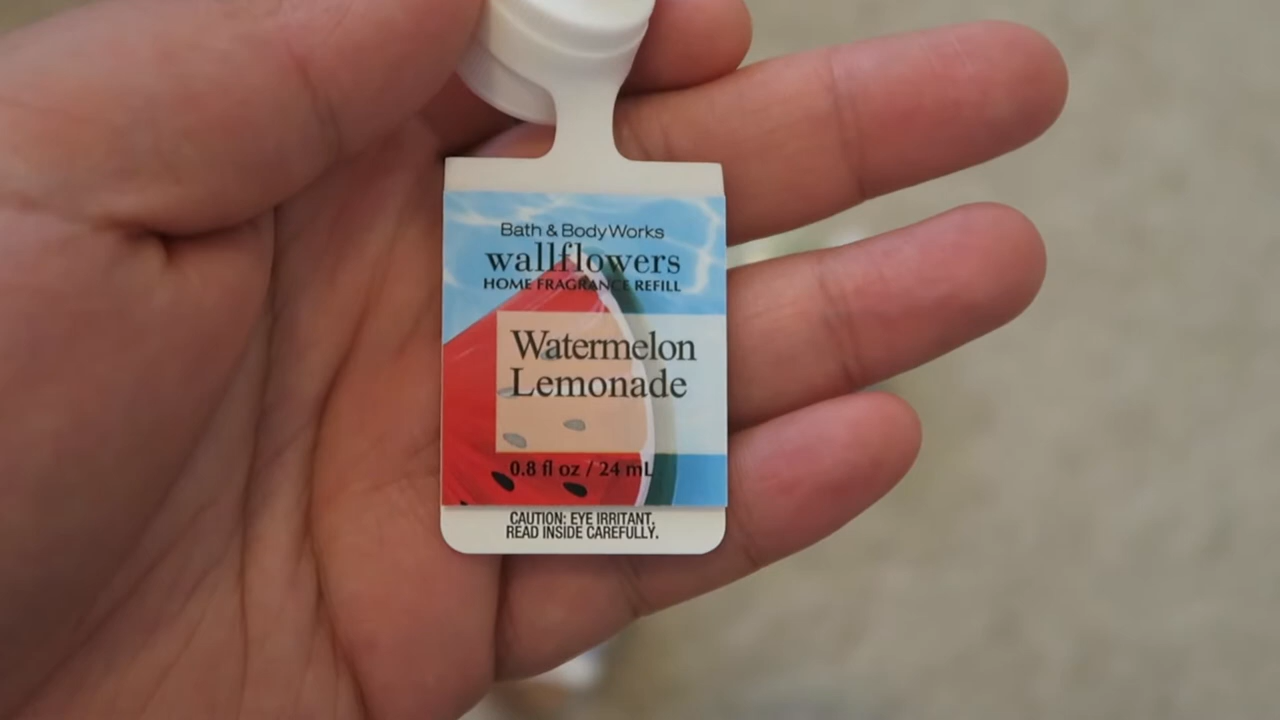 Bath & Body Works
wallflowers
HOME FRAGRANCE REFILL
Watermelon
Lemonade
0.8 fl oz / 24 mL
CAUTION: EYE IRRITANT.
READ INSIDE CAREFULLY.